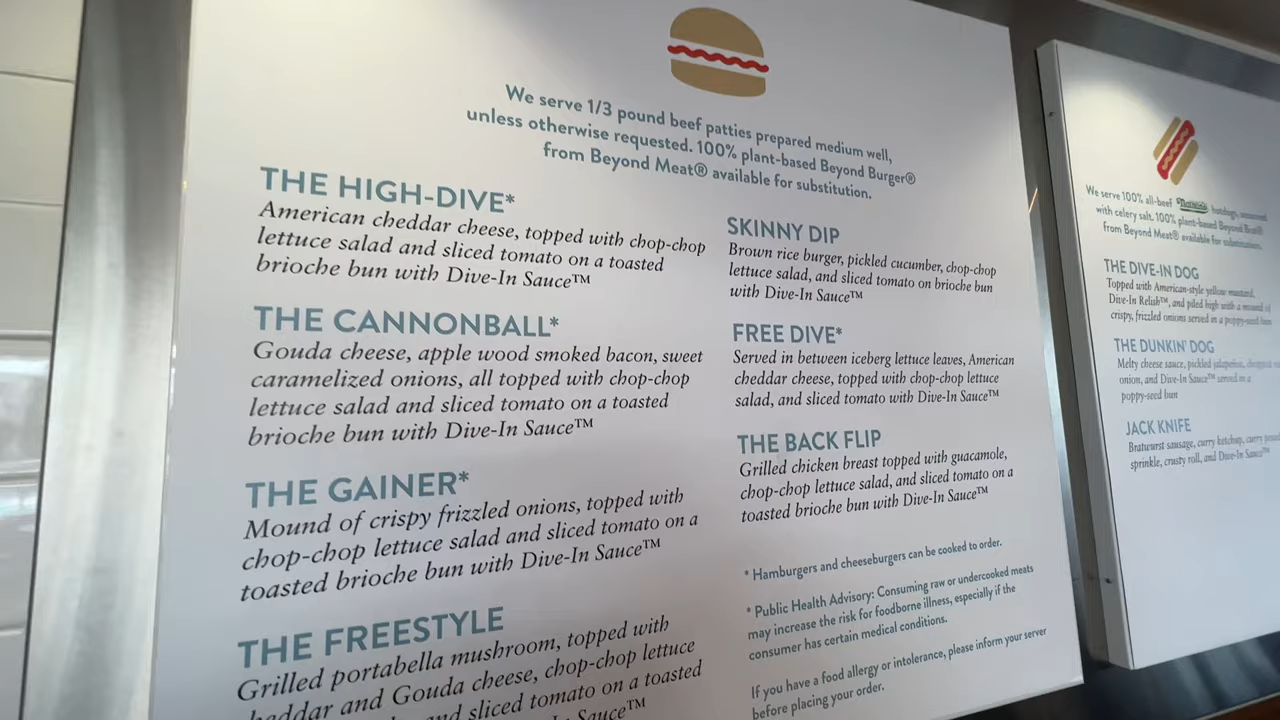 We serve 1/3 pound beef patties prepared medium well,
unless otherwise requested. 100% plant-based Beyond Burger®
from Beyond Meat® available for substitution.
THE HIGH-DIVE*
American cheddar cheese, topped with chop-chop
lettuce salad and sliced tomato on a toasted
brioche bun with Dive-In Sauce™
THE CANNONBALL*
Gouda cheese, apple wood smoked bacon, sweet
caramelized onions, all topped with chop-chop
lettuce salad and sliced tomato on a toasted
brioche bun with Dive-In Sauce™
THE GAINER*
Mound of crispy frizzled onions, topped with
chop-chop lettuce salad and sliced tomato on a
toasted brioche bun with Dive-In Sauce™
THE FREESTYLE
Grilled portabella mushroom, topped with
heddar and Gouda cheese, chop-chop lettuce
and sliced tomato on a toasted
Sauce™
SKINNY DIP
Brown rice burger, pickled cucumber, chop-chop
lettuce salad, and sliced tomato on brioche bun
with Dive-In Sauce™
FREE DIVE*
Served in between iceberg lettuce leaves, American
cheddar cheese, topped with chop-chop lettuce
salad, and sliced tomato with Dive-In Sauce™
THE BACK FLIP
Grilled chicken breast topped with guacamole,
chop-chop lettuce salad, and sliced tomato on a
toasted brioche bun with Dive-In Sauce™
* Hamburgers and cheeseburgers can be cooked to order.
* Public Health Advisory: Consuming raw or undercooked meats
may increase the risk for foodborne illness, especially if the
consumer has certain medical conditions.
If you have a food allergy or intolerance, please inform your server
before placing your order.
We serve 100% all-beef Nathan's hotdogs, seasoned
with celery salt. 100% plant-based Beyond Beef®
from Beyond Meat® available for substitution.
THE DIVE-IN DOG
Topped with American-style yellow mustard,
Dive-In Relish™, and piled high with a mound of
crispy, frizzled onions served in a poppy-seed bun
THE DUNKIN' DOG
Melty cheese sauce, pickled jalapeños, chopped
onion, and Dive-In Sauce™ served on a
poppy-seed bun
JACK KNIFE
Bratwurst sausage, curry ketchup, curry
sprinkle, crusty roll, and Dive-In Sauce™